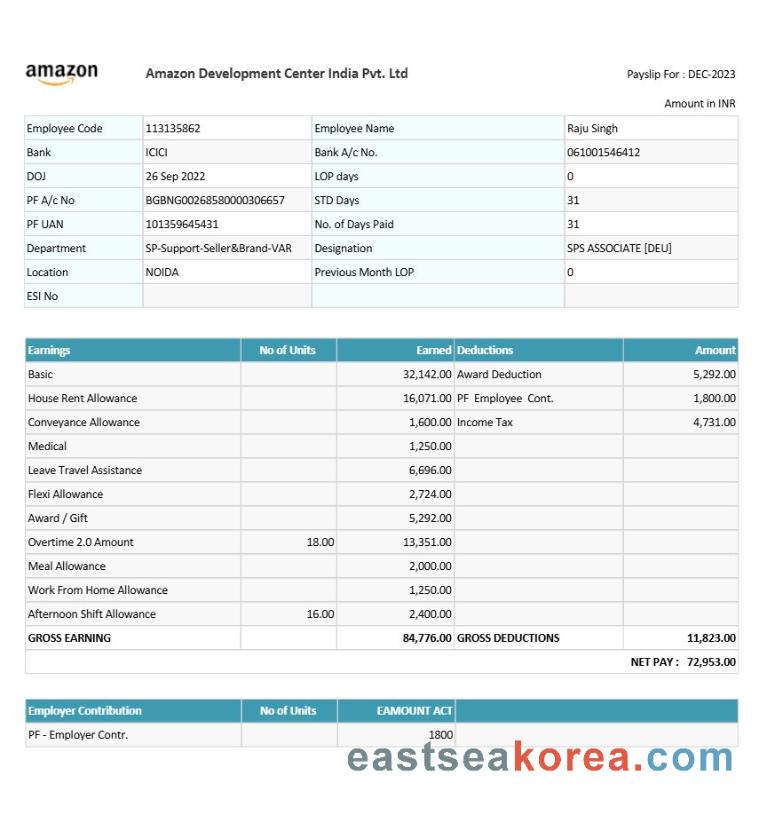 amazon Amazon Development Center India Pvt. Ltd Payslip For : DEC-2023
Amount in INR
Employee Code 113135862 Employee Name Raju Singh
Bank ICICI Bank A/c No. 061001546412
DOJ 26 Sep 2022 LOP days 0
PF A/c No BGBNG00268580000306657 STD Days 31
PF UAN 101359645431 No. of Days Paid 31
Department SP-Support-Seller&Brand-VAR Designation SPS ASSOCIATE [DEU]
Location NOIDA Previous Month LOP 0
ESI No
Earnings No of Units Earned Deductions Amount
Basic 32,142.00 Award Deduction 5,292.00
House Rent Allowance 16,071.00 PF Employee Cont. 1,800.00
Conveyance Allowance 1,600.00 Income Tax 4,731.00
Medical 1,250.00
Leave Travel Assistance 6,696.00
Flexi Allowance 2,724.00
Award / Gift 5,292.00
Overtime 2.0 Amount 18.00 13,351.00
Meal Allowance 2,000.00
Work From Home Allowance 1,250.00
Afternoon Shift Allowance 16.00 2,400.00
GROSS EARNING 84,776.00 GROSS DEDUCTIONS 11,823.00
NET PAY : 72,953.00
Employer Contribution No of Units EAMOUNT ACT
PF - Employer Contr. 1800
eastseakorea.com